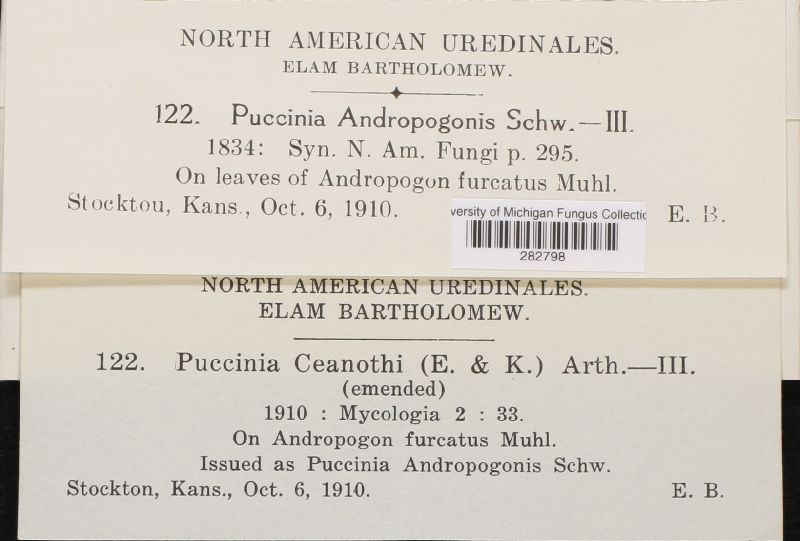 NORTH AMERICAN UREDINALES.
ELAM BARTHOLOMEW.
122. Puccinia Andropogonis Schw.—III.
1834: Syn. N. Am. Fungi p. 295.
On leaves of Andropogon furcatus Muhl.
Stockton, Kans., Oct. 6, 1910. E. B.
versity of Michigan Fungus Collectio
282798
NORTH AMERICAN UREDINALES.
ELAM BARTHOLOMEW.
122. Puccinia Ceanothi (E. & K.) Arth.—III.
(emended)
1910 : Mycologia 2 : 33.
On Andropogon furcatus Muhl.
Issued as Puccinia Andropogonis Schw.
Stockton, Kans., Oct. 6, 1910. E. B.